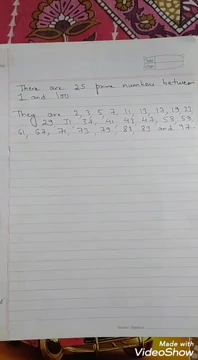 There are 25 prime numbers between
1 and 100.
They are 2, 3, 5, 7, 11, 13, 17, 19, 23
29 31, 37, 41, 43, 47, 53, 59,
61, 67, 71, 73, 79, 83, 89 and 97.
Made with
VideoShow